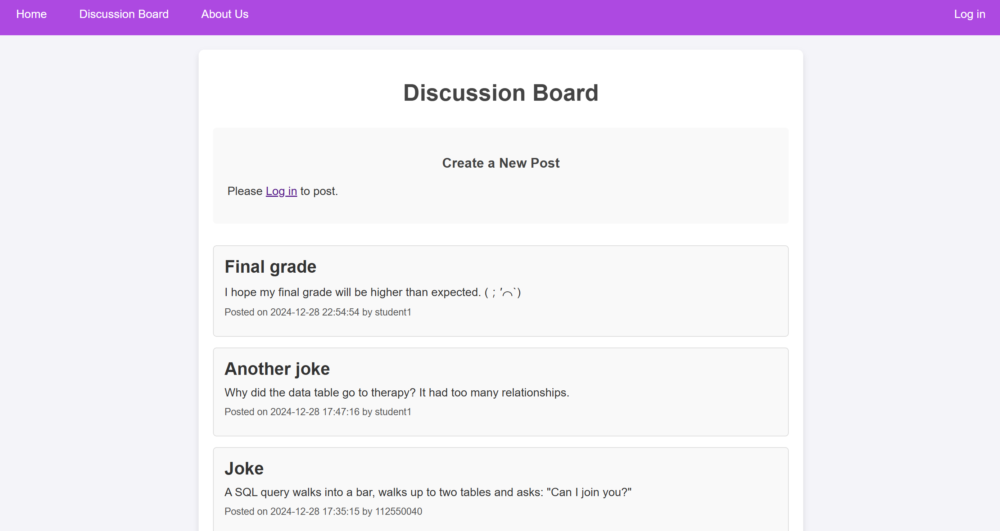 Home Discussion Board About Us Log in
Discussion Board
Create a New Post
Please Log in to post.
Final grade
I hope my final grade will be higher than expected. ( ; ′⌒`)
Posted on 2024-12-28 22:54:54 by student1
Another joke
Why did the data table go to therapy? It had too many relationships.
Posted on 2024-12-28 17:47:16 by student1
Joke
A SQL query walks into a bar, walks up to two tables and asks: "Can I join you?"
Posted on 2024-12-28 17:35:15 by 112550040